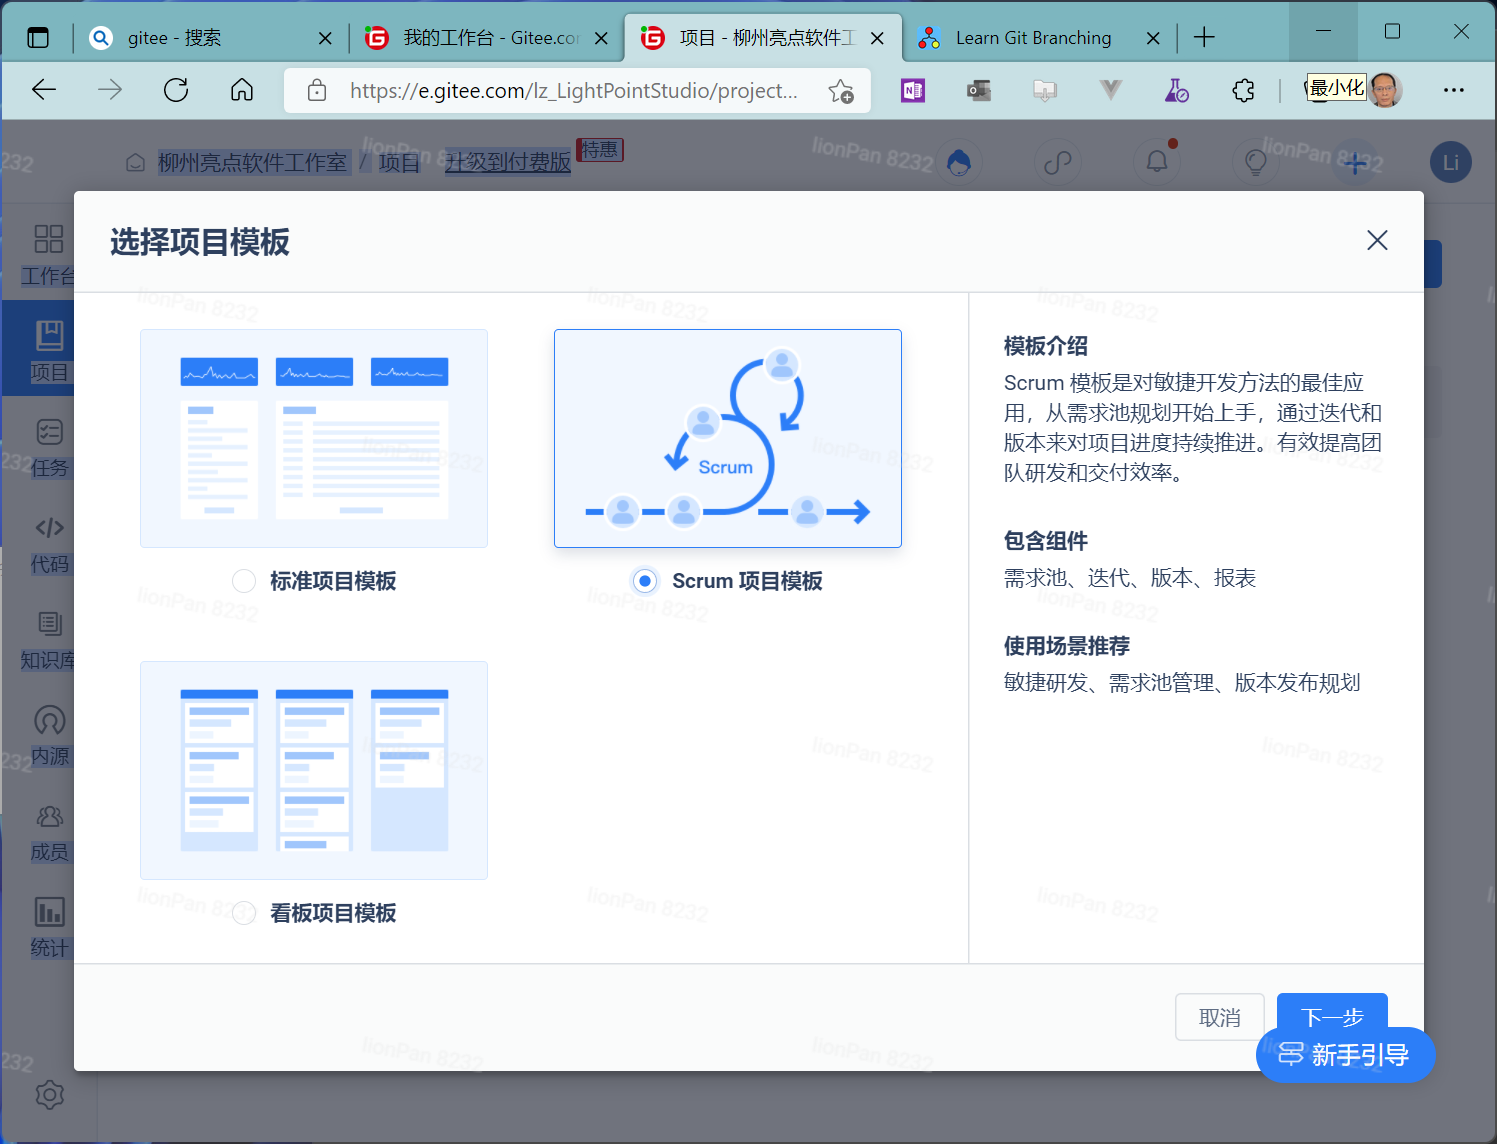 gitee - 搜索
我的工作台 - Gitee.cor
项目 - 柳州亮点软件工
Learn Git Branching
https://e.gitee.com/lz_LightPointStudio/project...
最小化
柳州亮点软件工作室 / 项目 升级到付费版 特惠
Li
选择项目模板
工作台
项目
任务
代码
知识库
内源
成员
统计
Scrum
标准项目模板
Scrum 项目模板
看板项目模板
模板介绍
Scrum 模板是对敏捷开发方法的最佳应
用，从需求池规划开始上手，通过迭代和
版本来对项目进度持续推进。有效提高团
队研发和交付效率。
包含组件
需求池、迭代、版本、报表
使用场景推荐
敏捷研发、需求池管理、版本发布规划
取消
下一步
新手引导
lionPan 8232